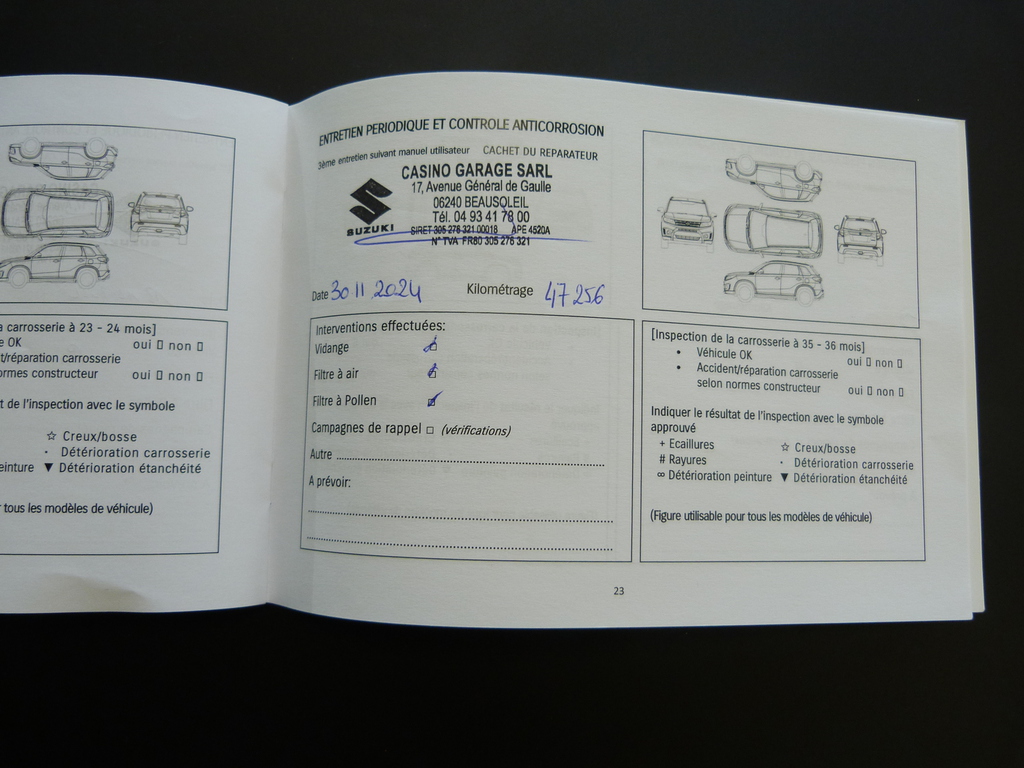 la carrosserie à 23 - 24 mois]
e OK oui ▯ non ▯
t/réparation carrosserie
ormes constructeur oui ▯ non ▯
t de l'inspection avec le symbole
☆ Creux/bosse
· Détérioration carrosserie
peinture ▼ Détérioration étanchéité
r tous les modèles de véhicule)
ENTRETIEN PERIODIQUE ET CONTROLE ANTICORROSION
3ème entretien suivant manuel utilisateur CACHET DU REPARATEUR
CASINO GARAGE SARL
17, Avenue Général de Gaulle
06240 BEAUSOLEIL
Tél. 04 93 41 78 00
SUZUKI
SIRET 305 276 321 00018 APE 4520A
N° TVA FR80 305 276 321
Date 30 11 2024 Kilométrage 47 256
Interventions effectuées:
Vidange
Filtre à air
Filtre à Pollen
Campagnes de rappel □ (vérifications)
Autre ..........................................................................
A prévoir:
..........................................................................
..........................................................................
[Inspection de la carrosserie à 35 - 36 mois]
• Véhicule OK oui ▯ non ▯
• Accident/réparation carrosserie
selon normes constructeur oui ▯ non ▯
Indiquer le résultat de l'inspection avec le symbole
approuvé
+ Ecaillures ☆ Creux/bosse
# Rayures · Détérioration carrosserie
∞ Détérioration peinture ▼ Détérioration étanchéité
(Figure utilisable pour tous les modèles de véhicule)
23